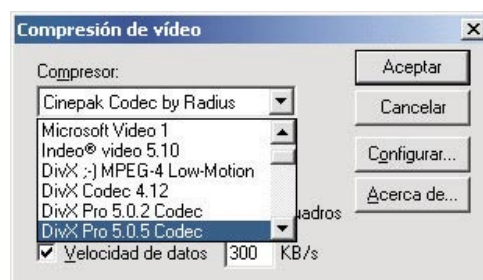 Compresión de vídeo
Compresor:
Cinepak Codec by Radius
Microsoft Video 1
Indeo® video 5.10
DivX ;-) MPEG-4 Low-Motion
DivX Codec 4.12
DivX Pro 5.0.2 Codec
DivX Pro 5.0.5 Codec
Velocidad de datos 300 KB/s
Aceptar
Cancelar
Configurar...
Acerca de...